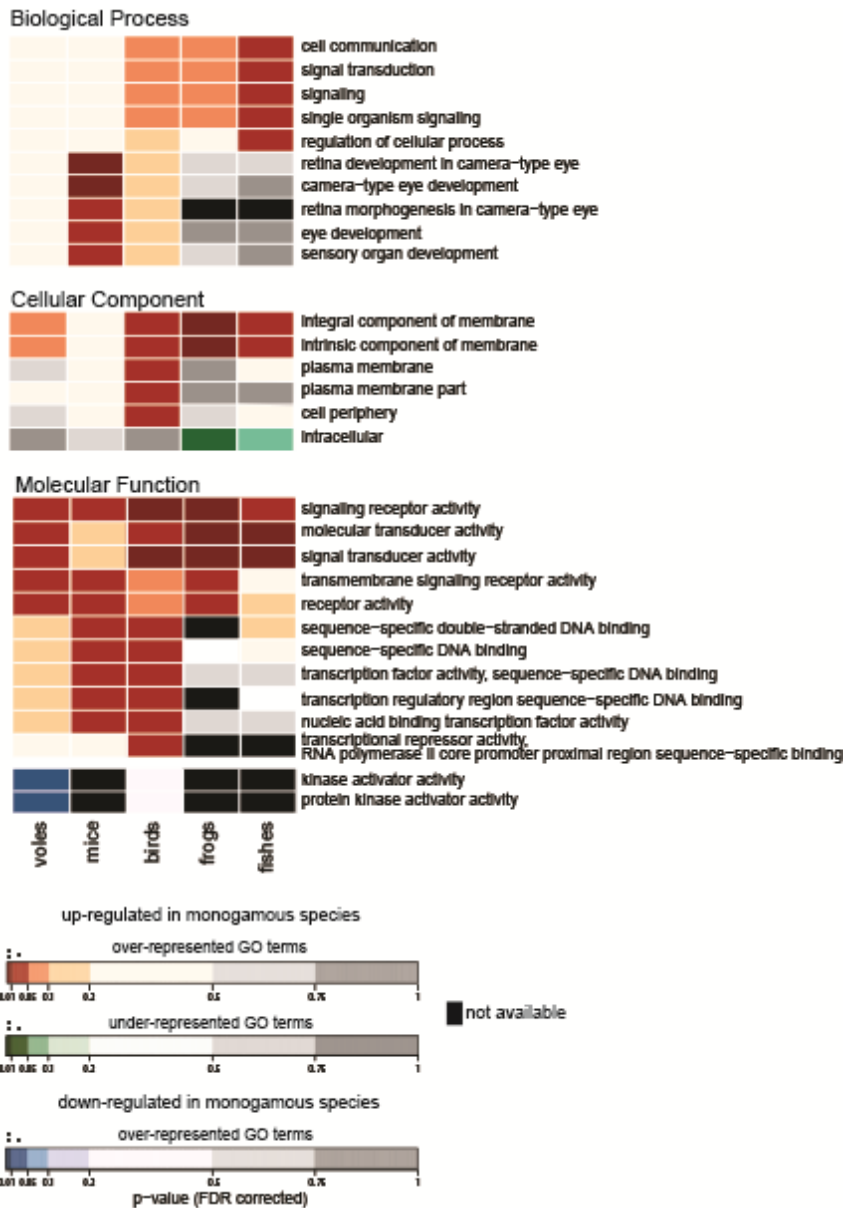 Biological Process
cell communication
signal transduction
signaling
single organism signaling
regulation of cellular process
retina development in camera-type eye
camera-type eye development
retina morphogenesis in camera-type eye
eye development
sensory organ development
Cellular Component
integral component of membrane
intrinsic component of membrane
plasma membrane
plasma membrane part
cell periphery
intracellular
Molecular Function
signaling receptor activity
molecular transducer activity
signal transducer activity
transmembrane signaling receptor activity
receptor activity
sequence-specific double-stranded DNA binding
sequence-specific DNA binding
transcription factor activity, sequence-specific DNA binding
transcription regulatory region sequence-specific DNA binding
nucleic acid binding transcription factor activity
transcriptional repressor activity,
RNA polymerase II core promoter proximal region sequence-specific binding
kinase activator activity
protein kinase activator activity
voles mice birds frogs fishes
up-regulated in monogamous species
over-represented GO terms
: .
0.01 0.05 0.1 0.2 0.5 0.75 1
not available
: .
under-represented GO terms
0.01 0.05 0.1 0.2 0.5 0.75 1
down-regulated in monogamous species
: .
over-represented GO terms
0.01 0.05 0.1 0.2 0.5 0.75 1
p-value (FDR corrected)